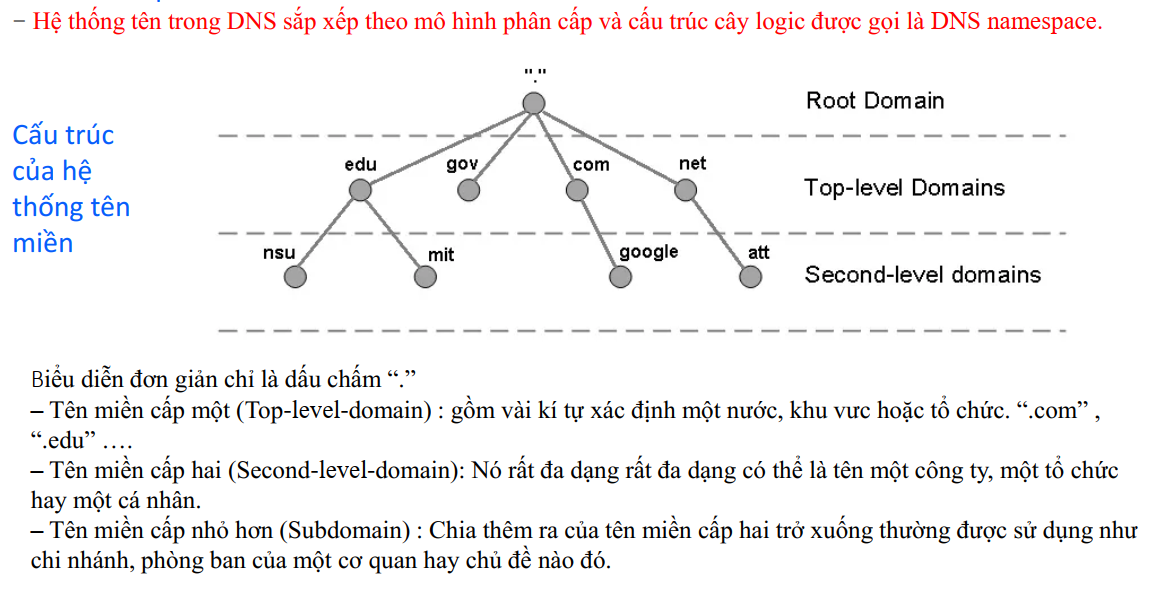 – Hệ thống tên trong DNS sắp xếp theo mô hình phân cấp và cấu trúc cây logic được gọi là DNS namespace.
"."
Root Domain
Cấu trúc
của hệ
thống tên
miền
edu
gov
com
net
Top-level Domains
nsu
mit
google
att
Second-level domains
Biểu diễn đơn giản chỉ là dấu chấm “.”
– Tên miền cấp một (Top-level-domain) : gồm vài kí tự xác định một nước, khu vưc hoặc tổ chức. “.com” ,
“.edu” ….
– Tên miền cấp hai (Second-level-domain): Nó rất đa dạng rất đa dạng có thể là tên một công ty, một tổ chức
hay một cá nhân.
– Tên miền cấp nhỏ hơn (Subdomain) : Chia thêm ra của tên miền cấp hai trở xuống thường được sử dụng như
chi nhánh, phòng ban của một cơ quan hay chủ đề nào đó.